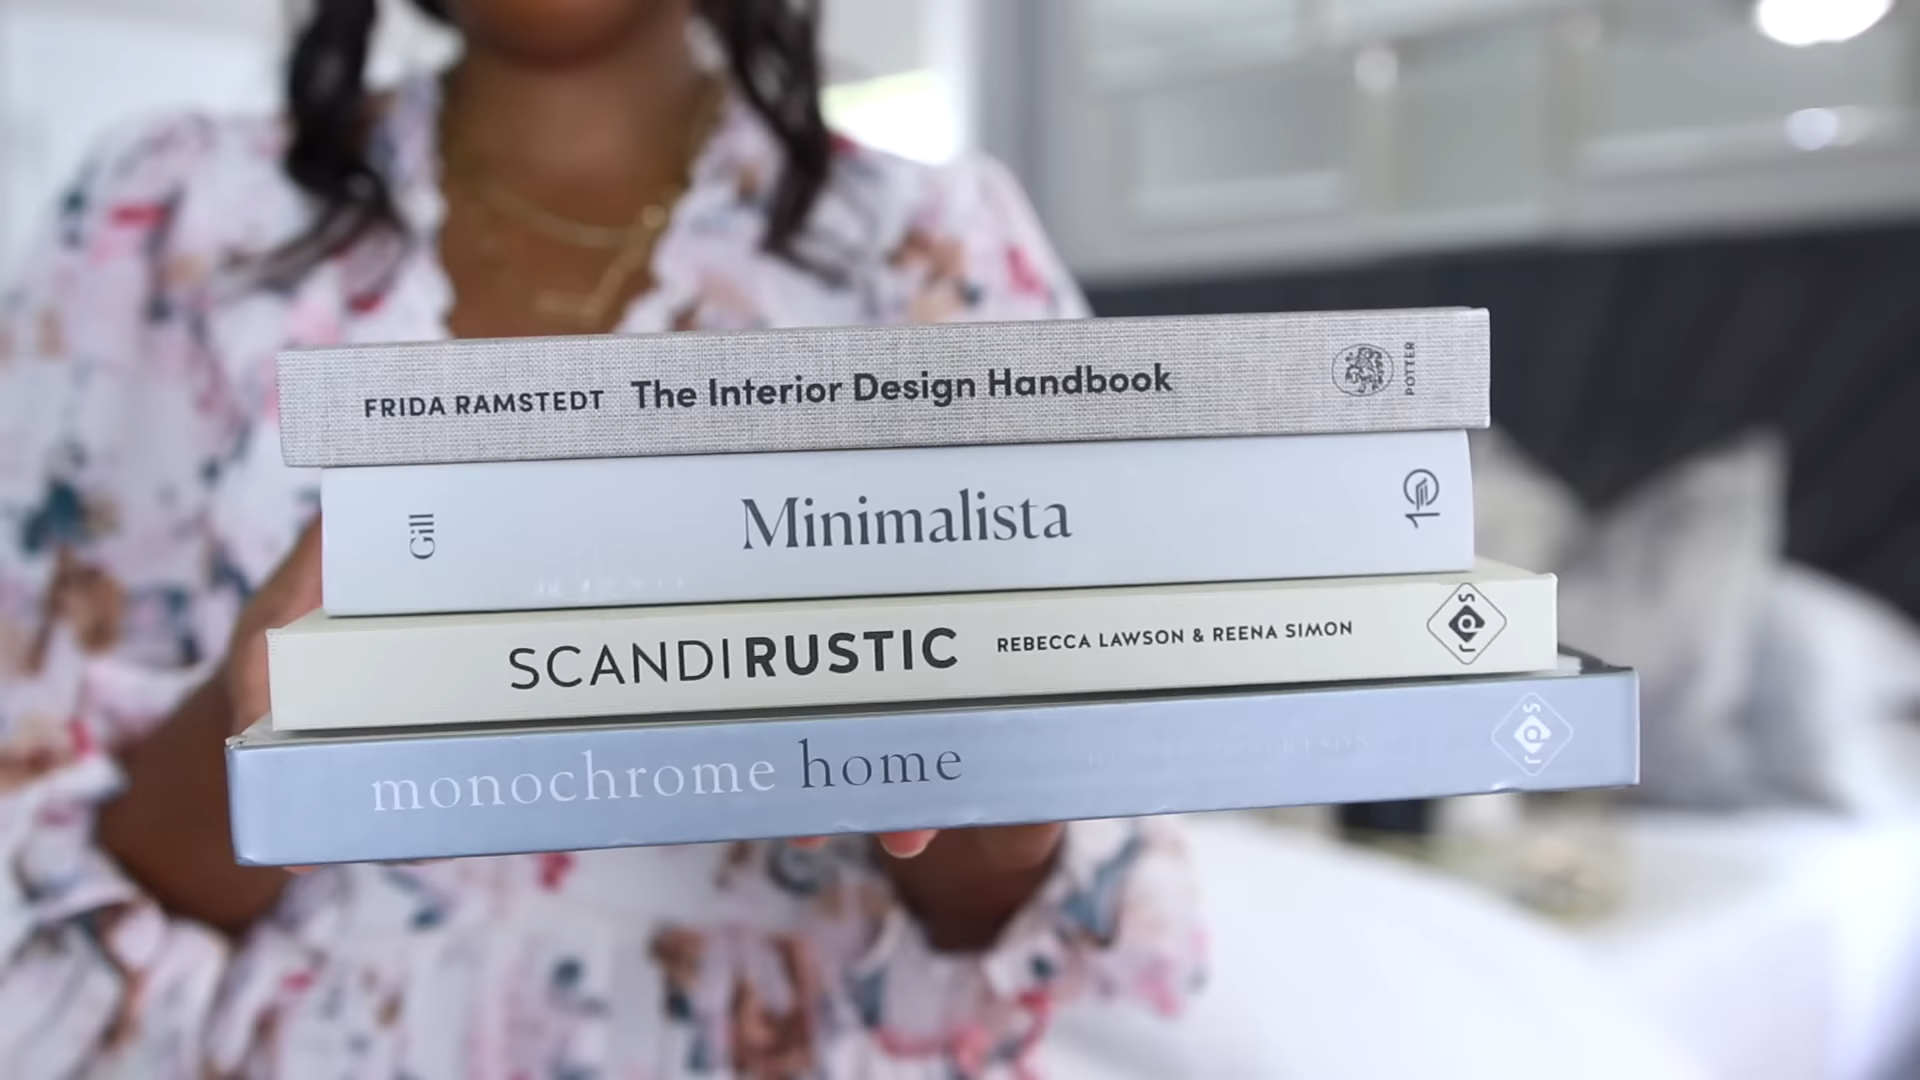 FRIDA RAMSTEDT The Interior Design Handbook POTTER
Gill Minimalista
SCANDIRUSTIC REBECCA LAWSON & REENA SIMON RPS
monochrome home RPS